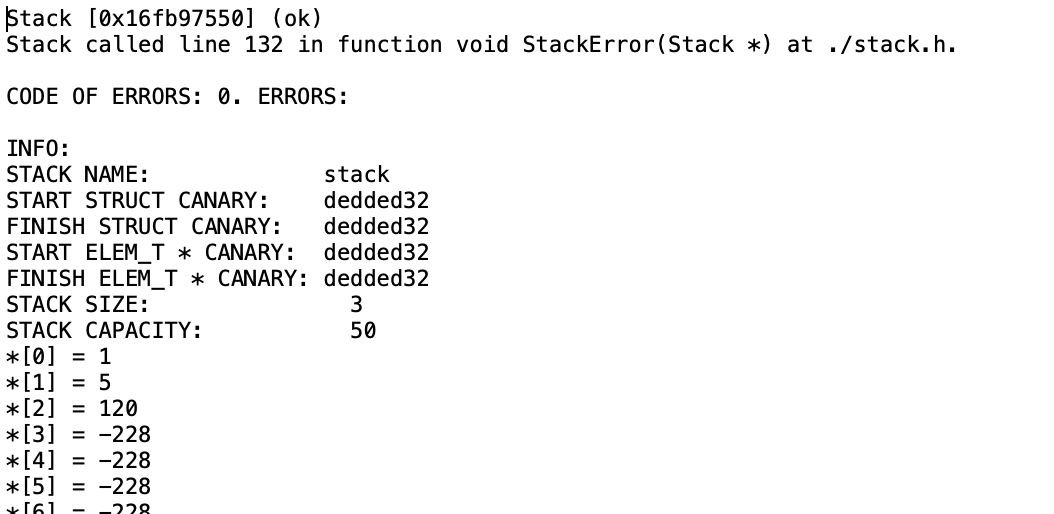 Stack [0x16fb97550] (ok)
Stack called line 132 in function void StackError(Stack *) at ./stack.h.
CODE OF ERRORS: 0. ERRORS:
INFO:
STACK NAME: stack
START STRUCT CANARY: dedded32
FINISH STRUCT CANARY: dedded32
START ELEM_T * CANARY: dedded32
FINISH ELEM_T * CANARY: dedded32
STACK SIZE: 3
STACK CAPACITY: 50
*[0] = 1
*[1] = 5
*[2] = 120
*[3] = -228
*[4] = -228
*[5] = -228
*[6] = -228